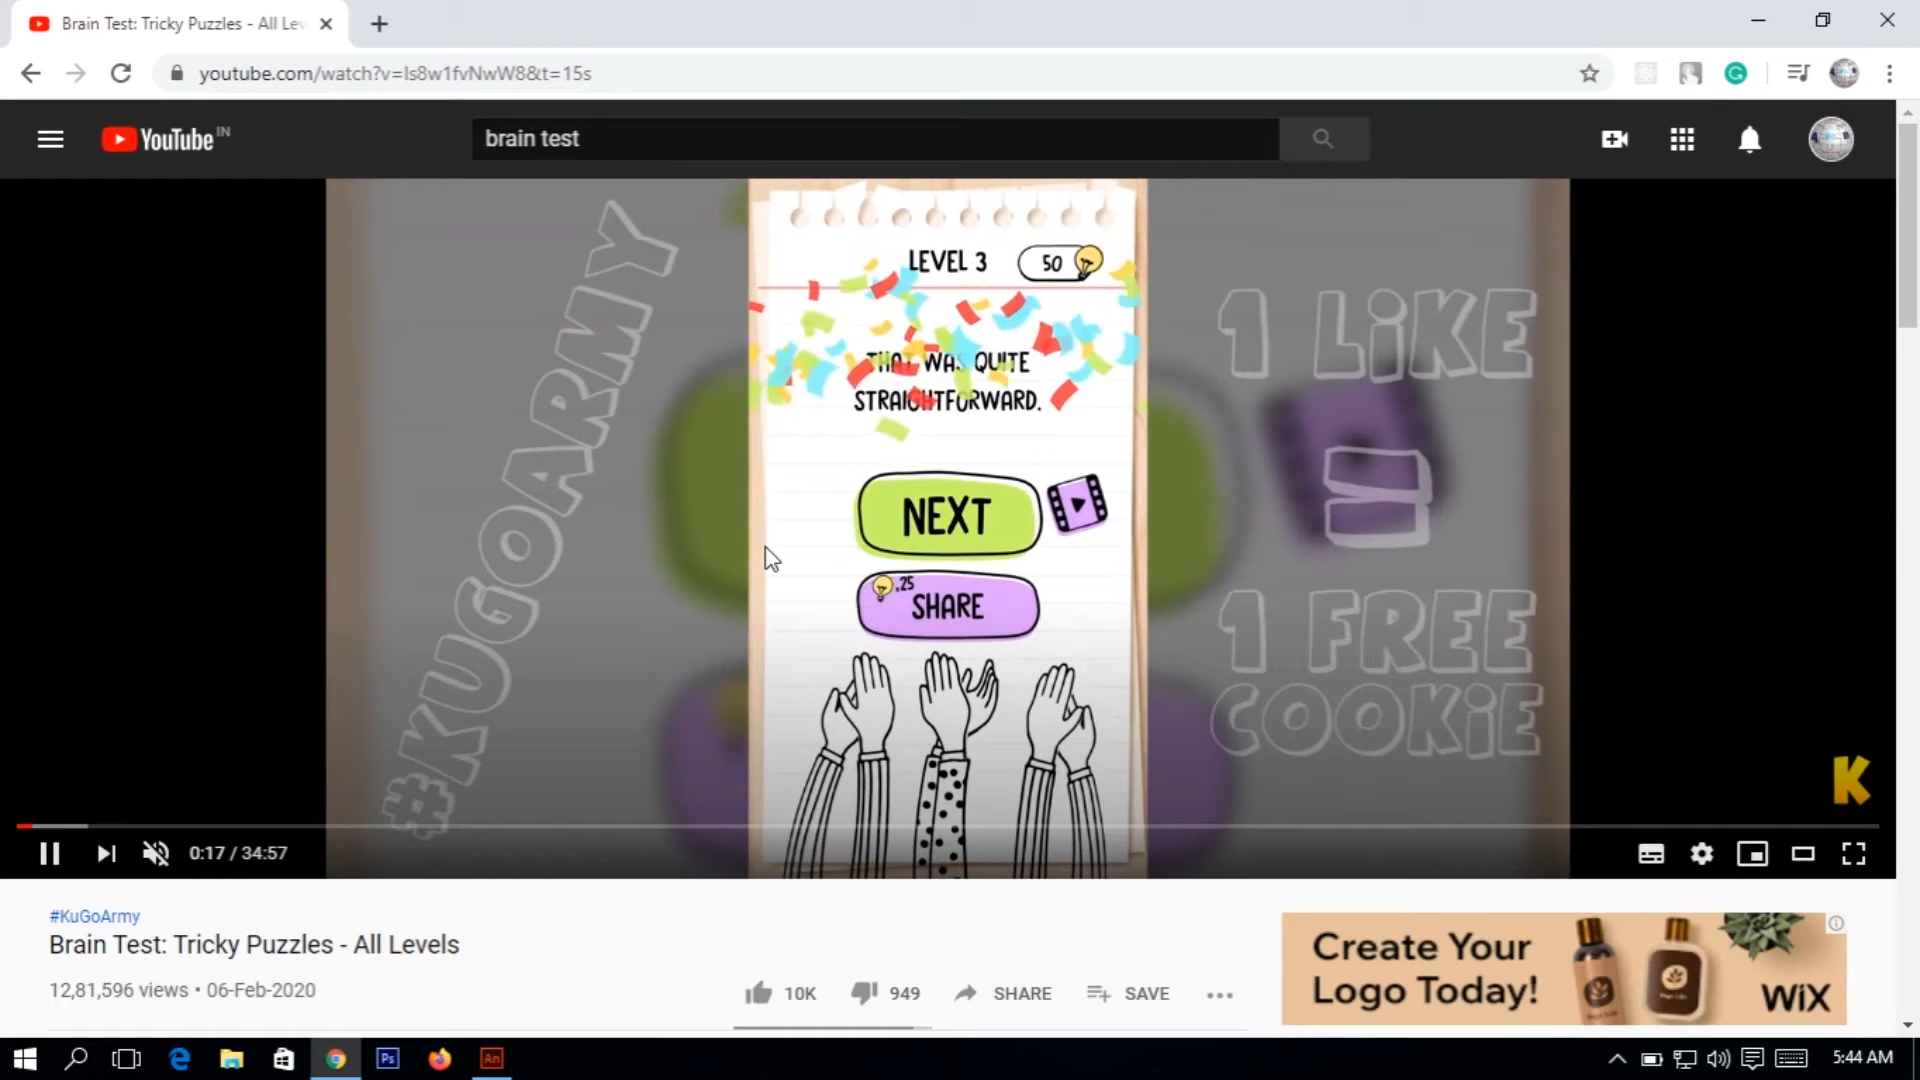 Brain Test: Tricky Puzzles - All Lev
youtube.com/watch?v=Is8w1fvNwW8&t=15s
YouTube IN
brain test
LEVEL 3
50
THAT WAS QUITE
STRAIGHTFORWARD.
NEXT
x25
SHARE
#KUGOARMY
1 LIKE
=
1 FREE
COOKIE
K
0:17 / 34:57
#KuGoArmy
Brain Test: Tricky Puzzles - All Levels
12,81,596 views • 06-Feb-2020
10K
949
SHARE
SAVE
Create Your
Logo Today!
WIX
Ps
An
5:44 AM